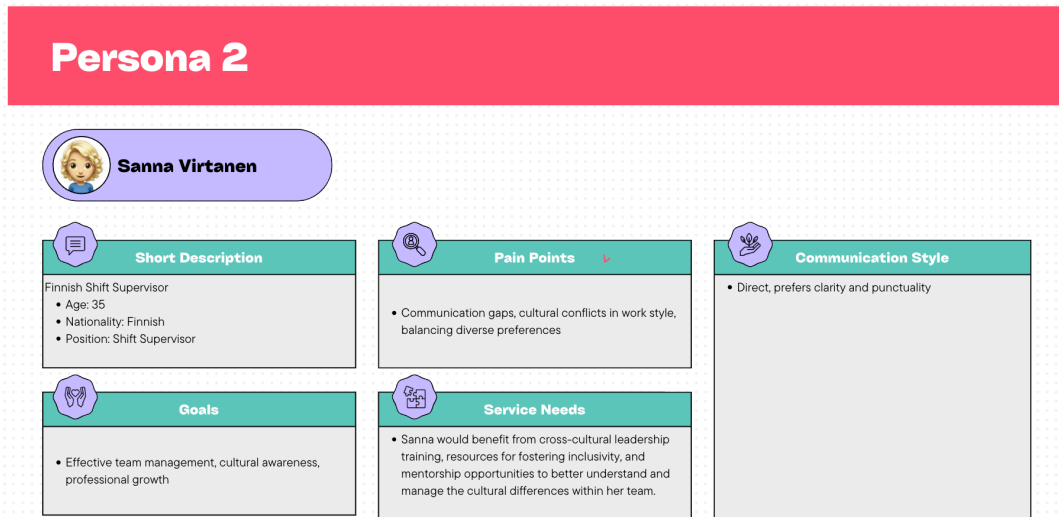 Persona 2
Sanna Virtanen
Short Description
Finnish Shift Supervisor
• Age: 35
• Nationality: Finnish
• Position: Shift Supervisor
Pain Points
• Communication gaps, cultural conflicts in work style,
balancing diverse preferences
Communication Style
• Direct, prefers clarity and punctuality
Goals
• Effective team management, cultural awareness,
professional growth
Service Needs
• Sanna would benefit from cross-cultural leadership
training, resources for fostering inclusivity, and
mentorship opportunities to better understand and
manage the cultural differences within her team.